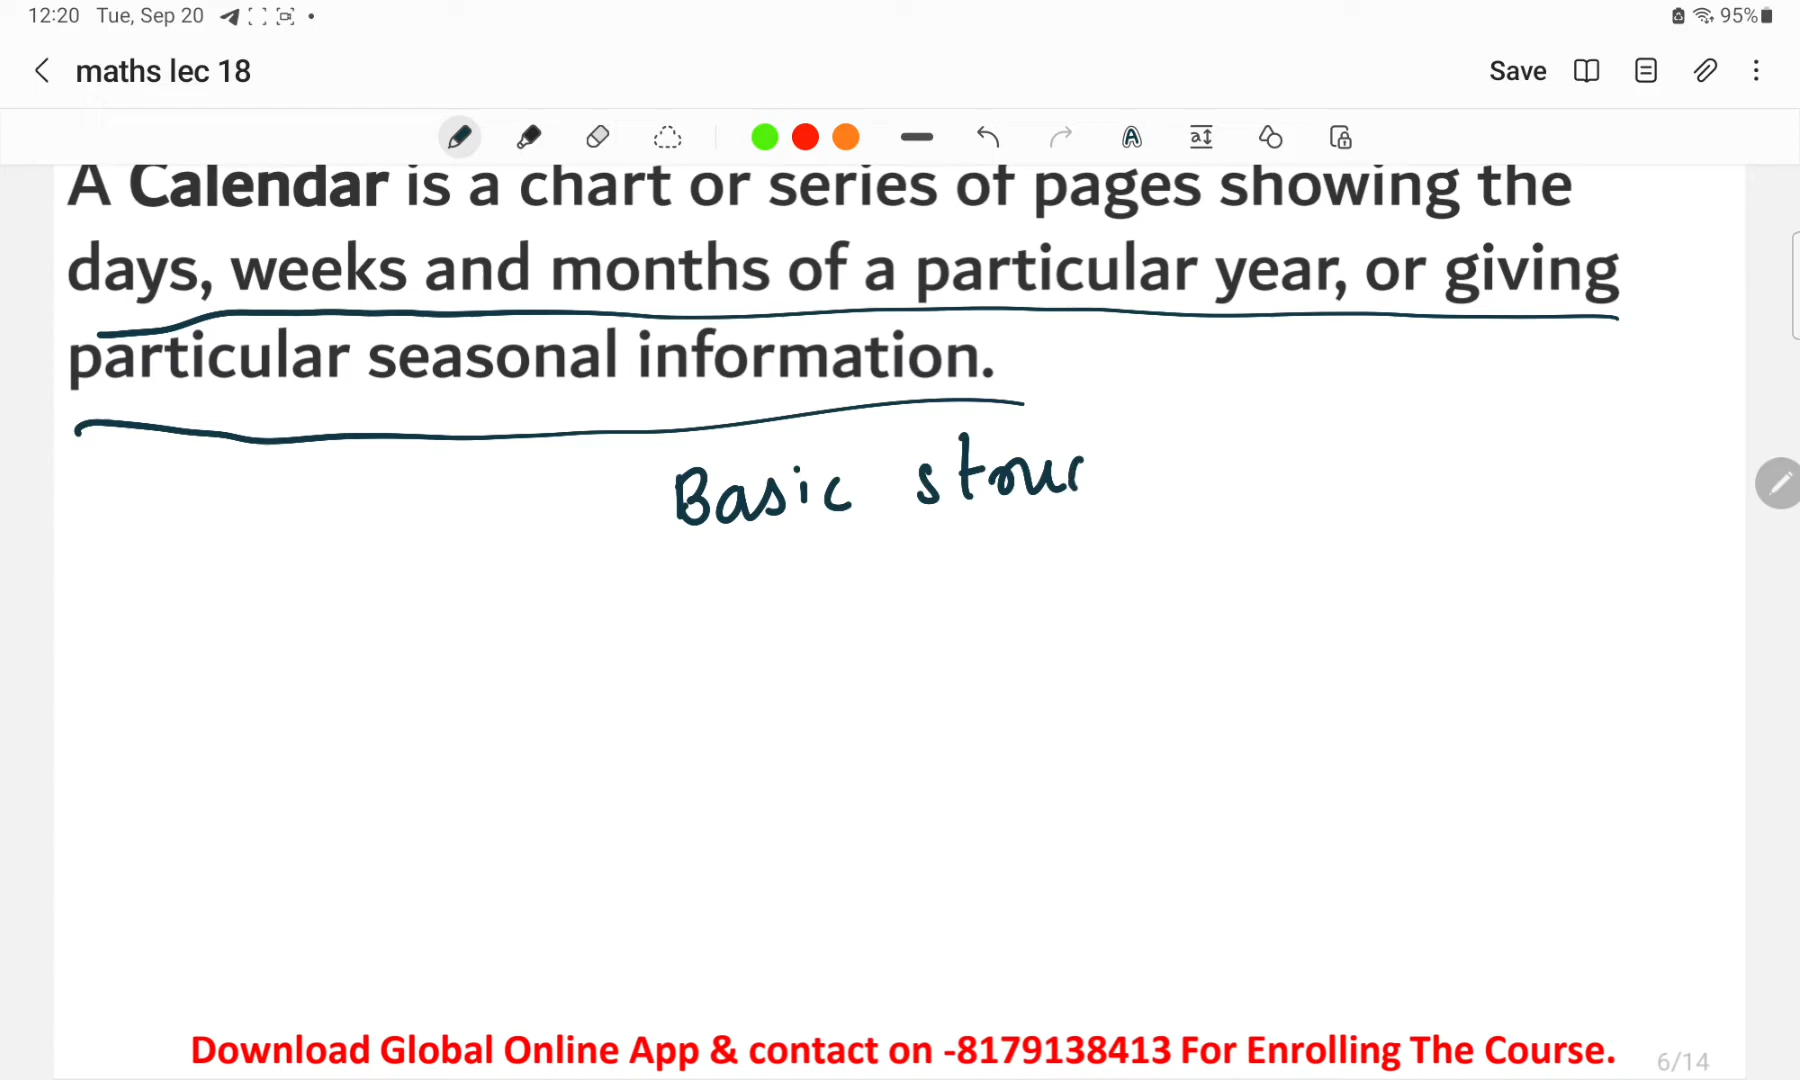 12:20 Tue, Sep 20 95%
maths lec 18 Save
A Calendar is a chart or series of pages showing the
days, weeks and months of a particular year, or giving
particular seasonal information.
Basic struc
Download Global Online App & contact on -8179138413 For Enrolling The Course.
6/14